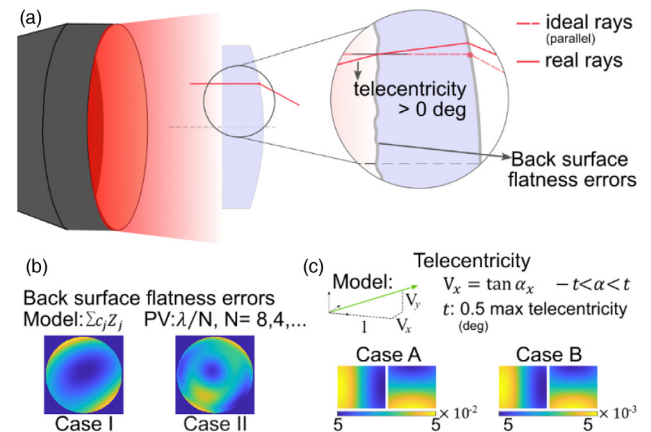 (a)
ideal rays
(parallel)
real rays
telecentricity
> 0 deg
Back surface
flatness errors
(b)
Back surface flatness errors
Model: ΣcⱼZⱼ PV: λ/N, N= 8,4,...
Case I
Case II
(c)
Telecentricity
Model:
Vₓ = tan αₓ −t<α<t
t: 0.5 max telecentricity
(deg)
V_y
1
Vₓ
Case A
Case B
5 5 × 10⁻²
5 5 × 10⁻³